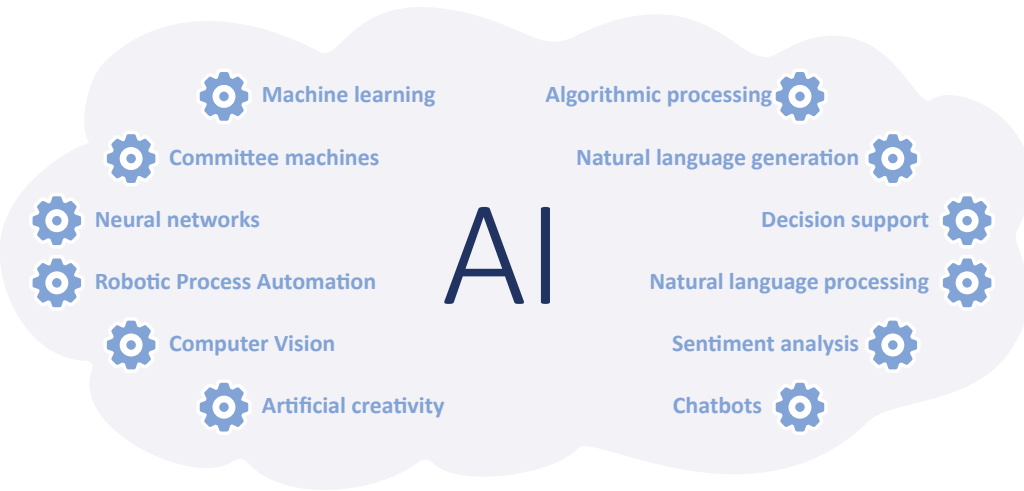 Machine learning
Committee machines
Neural networks
Robotic Process Automation
Computer Vision
Artificial creativity
AI
Algorithmic processing
Natural language generation
Decision support
Natural language processing
Sentiment analysis
Chatbots